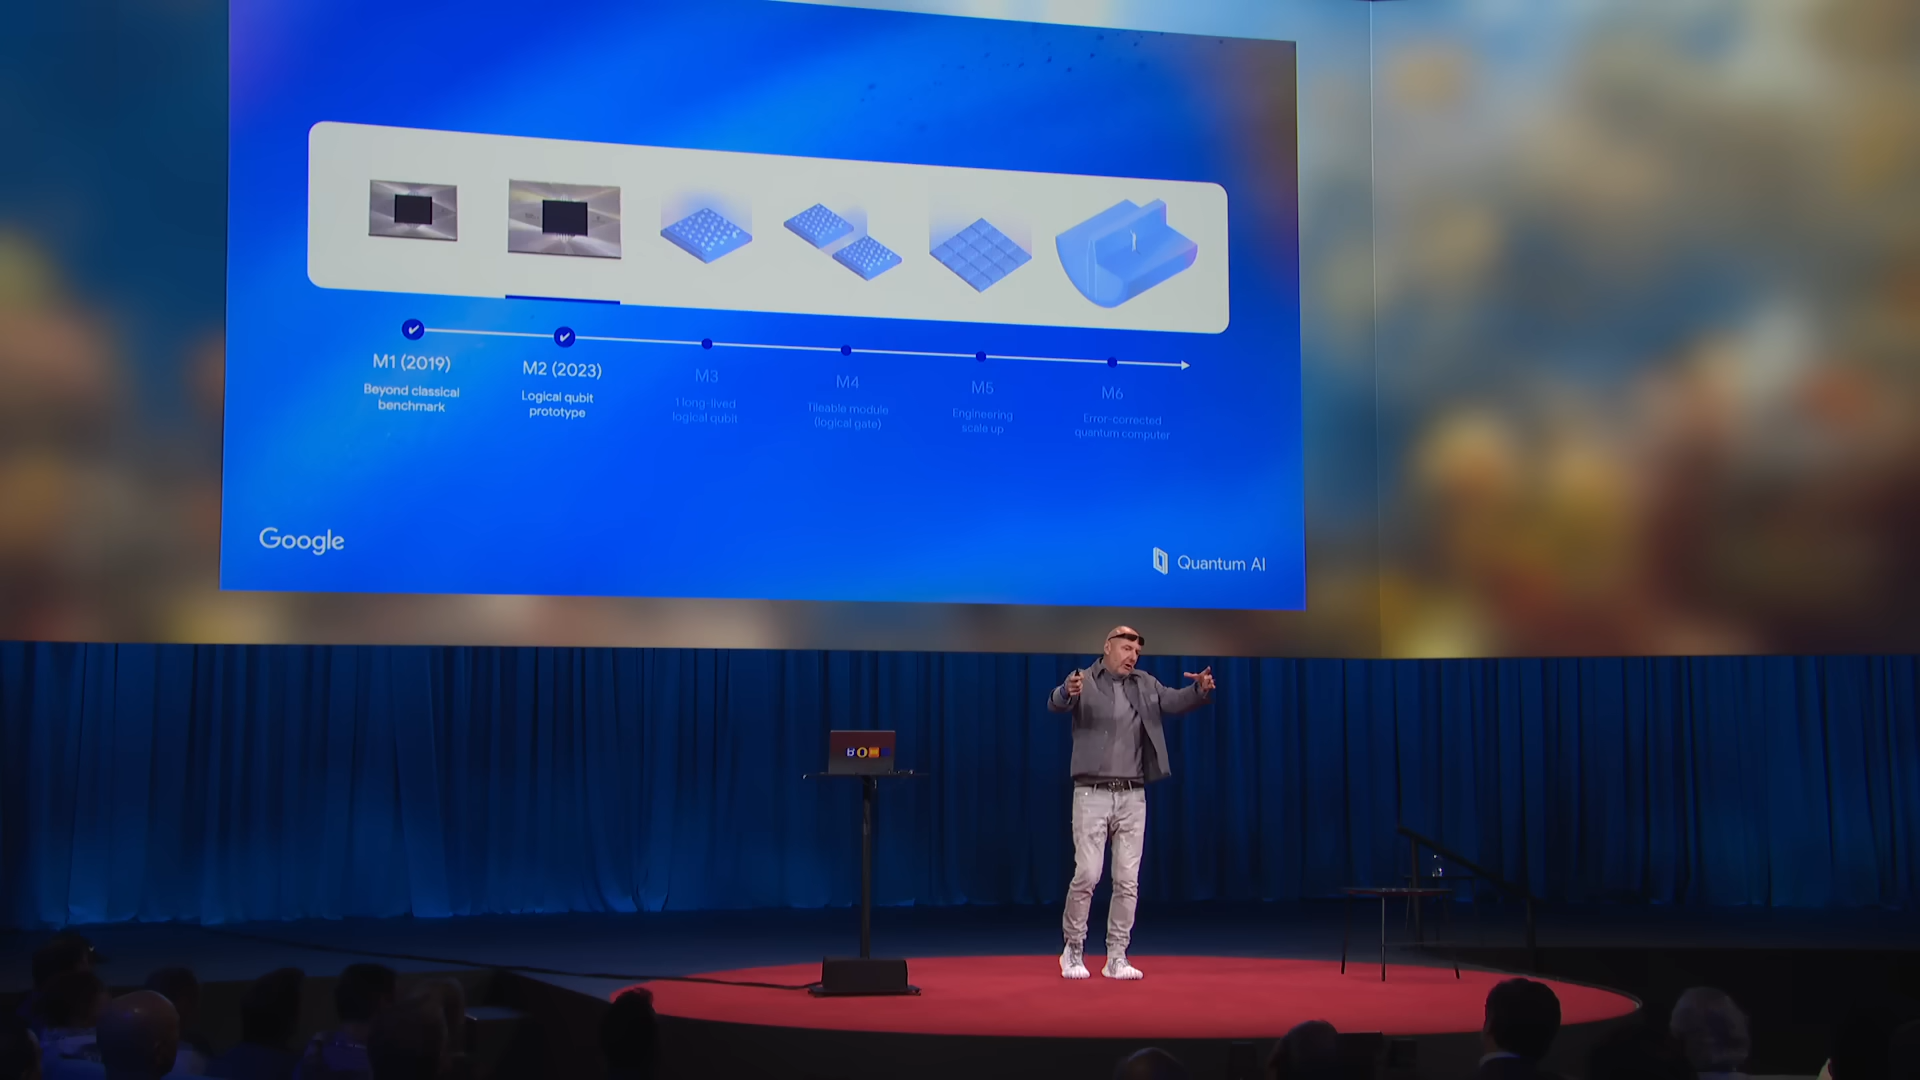 M1 (2019)
Beyond classical
benchmark
M2 (2023)
Logical qubit
prototype
M3
1 long-lived
logical qubit
M4
Tileable module
(logical gate)
M5
Engineering
scale up
M6
Error-corrected
quantum computer
Google
Quantum AI